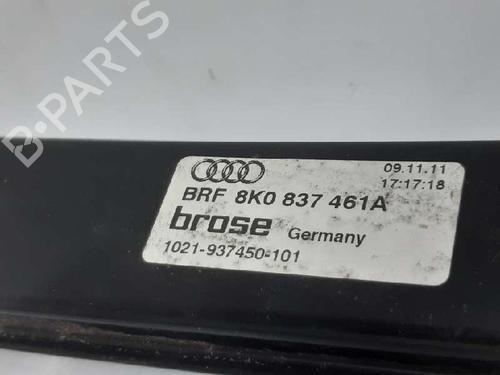 09.11.11
17:17:18
BRF 8K0 837 461A
brose Germany
1021-937450-101
B-PARTS